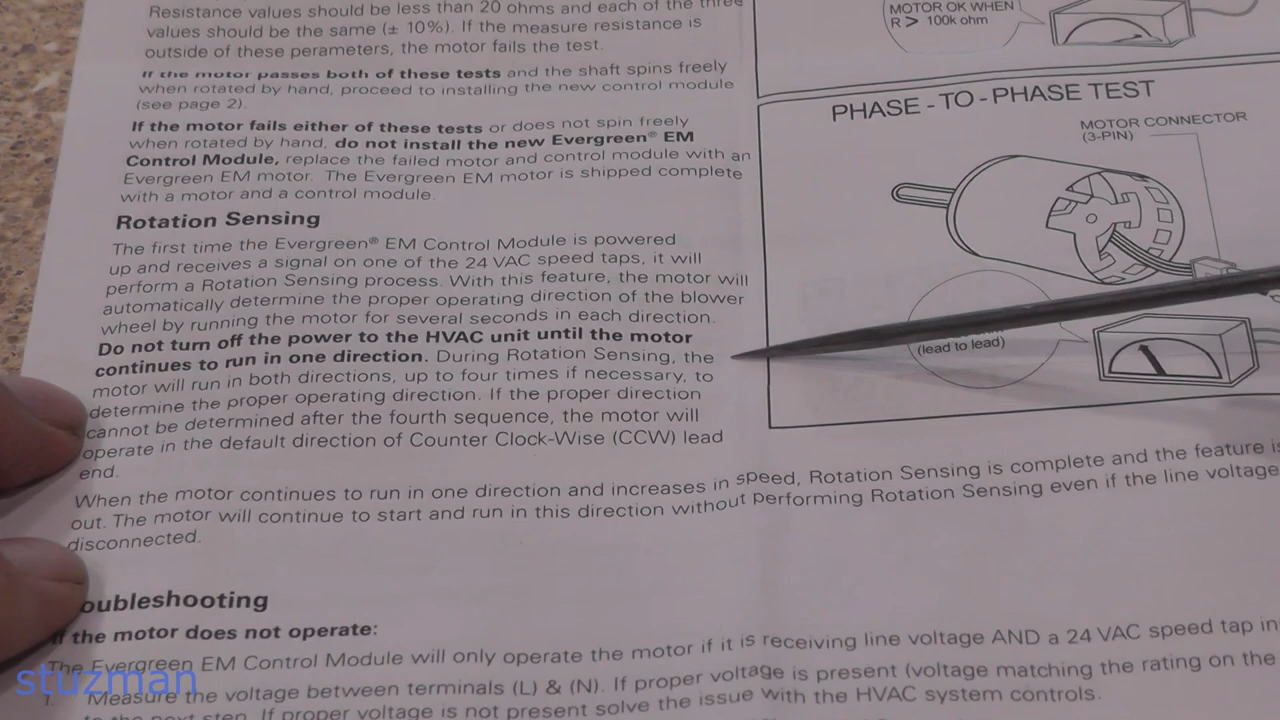 Resistance values should be less than 20 ohms and each of the three
values should be the same (± 10%). If the measure resistance is
outside of these perameters, the motor fails the test.
If the motor passes both of these tests and the shaft spins freely
when rotated by hand, proceed to installing the new control module
(see page 2).
If the motor fails either of these tests or does not spin freely
when rotated by hand, do not install the new Evergreen® EM
Control Module, replace the failed motor and control module with an
Evergreen EM motor. The Evergreen EM motor is shipped complete
with a motor and a control module.
Rotation Sensing
The first time the Evergreen® EM Control Module is powered
up and receives a signal on one of the 24 VAC speed taps, it will
perform a Rotation Sensing process. With this feature, the motor will
automatically determine the proper operating direction of the blower
wheel by running the motor for several seconds in each direction.
Do not turn off the power to the HVAC unit until the motor
continues to run in one direction. During Rotation Sensing, the
motor will run in both directions, up to four times if necessary, to
determine the proper operating direction. If the proper direction
cannot be determined after the fourth sequence, the motor will
operate in the default direction of Counter Clock-Wise (CCW) lead
end.
When the motor continues to run in one direction and increases in speed, Rotation Sensing is complete and the feature is
out. The motor will continue to start and run in this direction without performing Rotation Sensing even if the line voltage
disconnected.
oubleshooting
If the motor does not operate:
The Evergreen EM Control Module will only operate the motor if it is receiving line voltage AND a 24 VAC speed tap in
1. Measure the voltage between terminals (L) & (N). If proper voltage is present (voltage matching the rating on the
to the next step. If proper voltage is not present solve the issue with the HVAC system controls.
MOTOR OK WHEN
R > 100k ohm
PHASE - TO - PHASE TEST
MOTOR CONNECTOR
(3-PIN)
(lead to lead)
stuzman